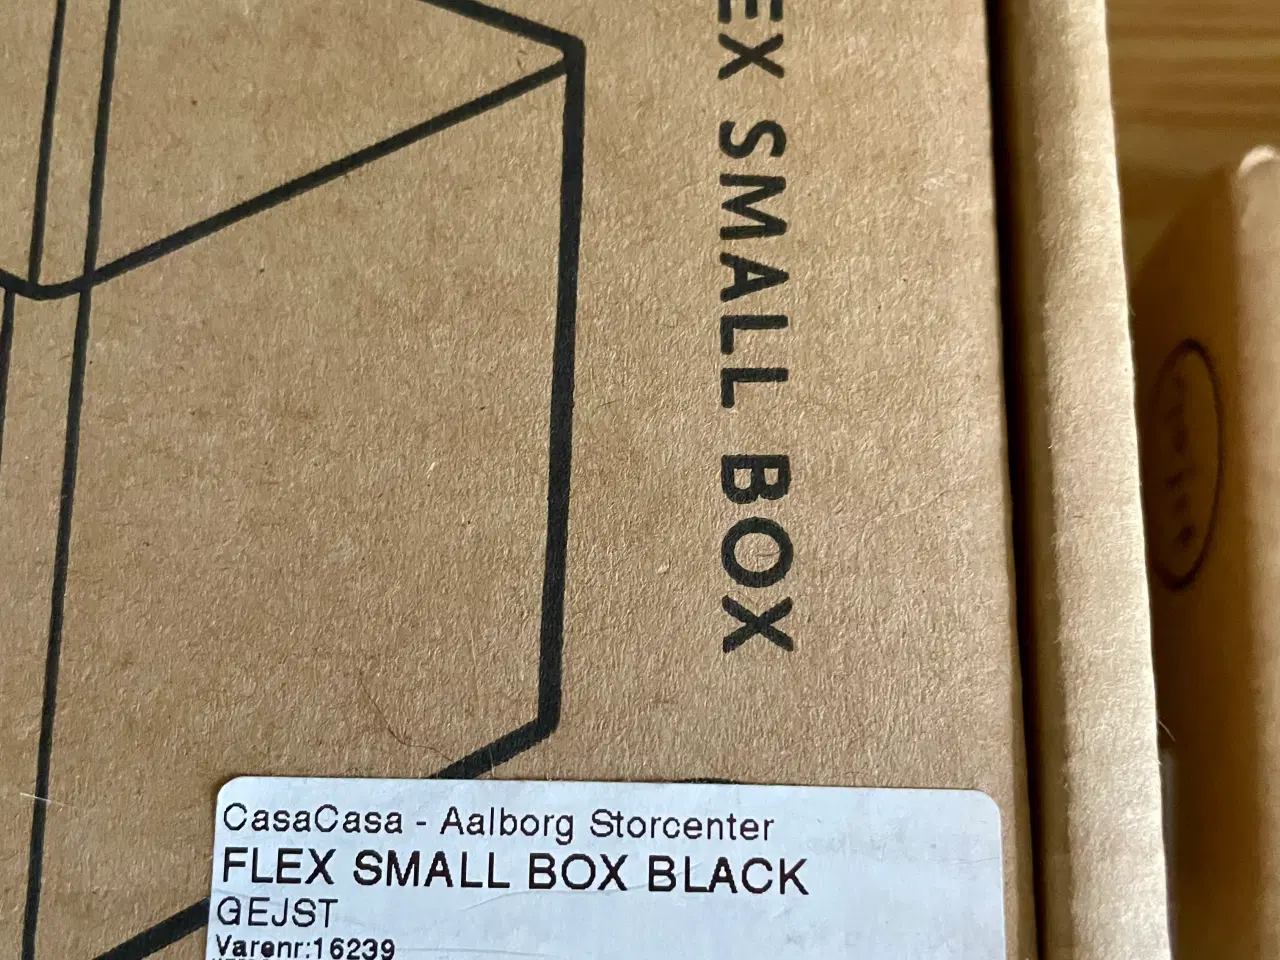 EX SMALL BOX
CasaCasa - Aalborg Storcenter
FLEX SMALL BOX BLACK
GEJST
Varenr:16239